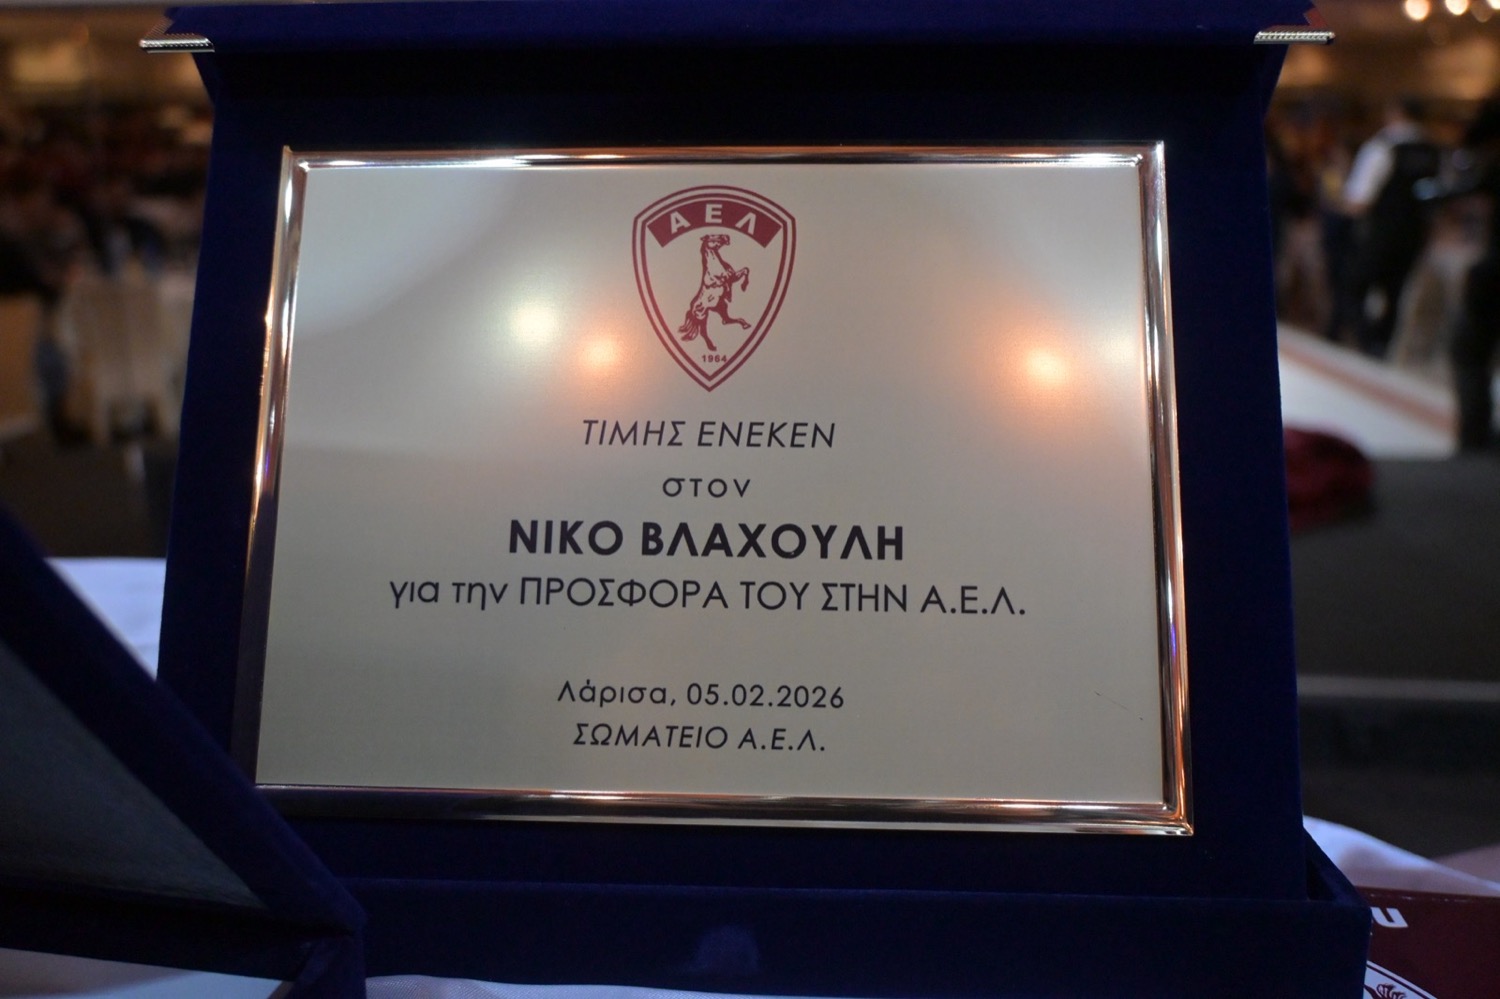 ΑΕΛ
1964
ΤΙΜΗΣ ΕΝΕΚΕΝ
στον
ΝΙΚΟ ΒΛΑΧΟΥΛΗ
για την ΠΡΟΣΦΟΡΑ ΤΟΥ ΣΤΗΝ Α.Ε.Λ.
Λάρισα, 05.02.2026
ΣΩΜΑΤΕΙΟ Α.Ε.Λ.